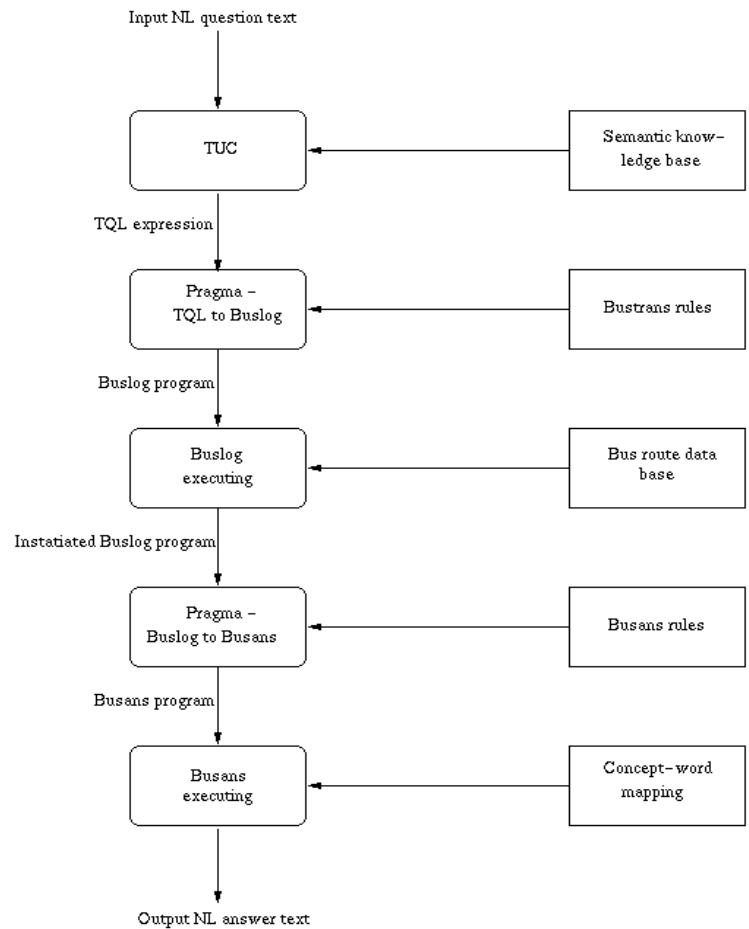 Input NL question text
TUC
Semantic know–
ledge base
TQL expression
Pragma –
TQL to Buslog
Bustrans rules
Buslog program
Buslog
executing
Bus route data
base
Instatiated Buslog program
Pragma –
Buslog to Busans
Busans rules
Busans program
Busans
executing
Concept–word
mapping
Output NL answer text